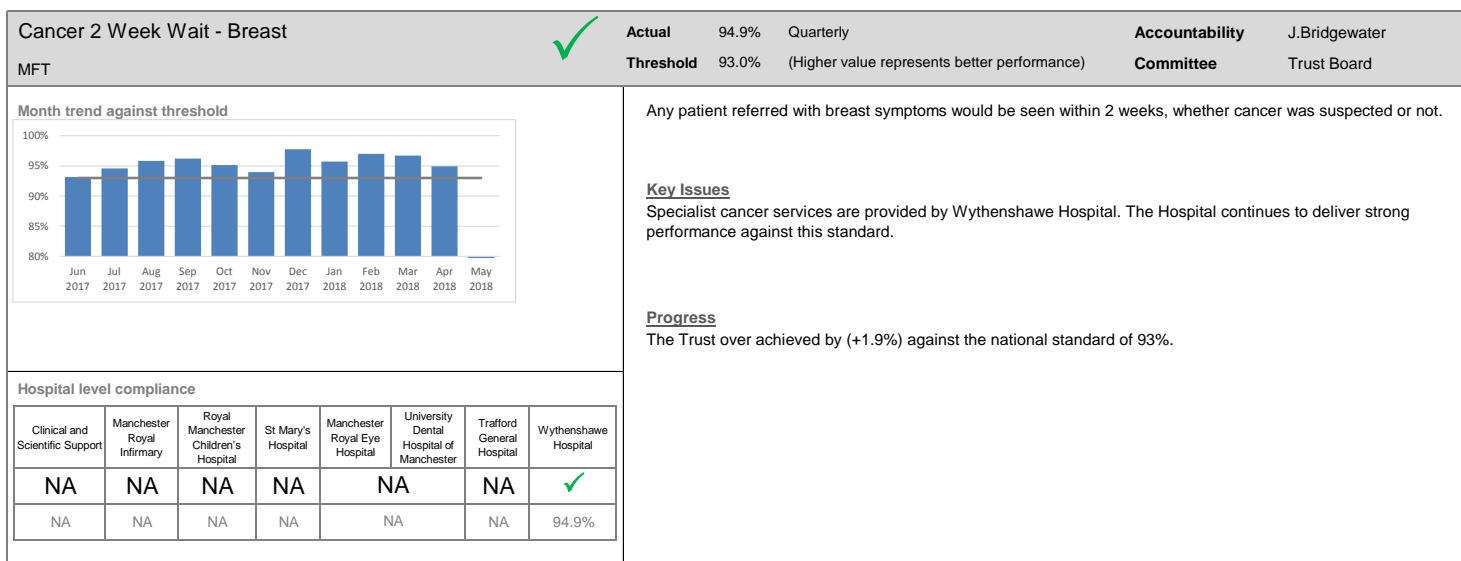 Cancer 2 Week Wait - Breast
MFT
Actual 94.9% Quarterly
Threshold 93.0% (Higher value represents better performance)
Accountability J.Bridgewater
Committee Trust Board
Month trend against threshold
100%
95%
90%
85%
80%
Jun Jul Aug Sep Oct Nov Dec Jan Feb Mar Apr May
2017 2017 2017 2017 2017 2017 2017 2018 2018 2018 2018 2018
Any patient referred with breast symptoms would be seen within 2 weeks, whether cancer was suspected or not.
Key Issues
Specialist cancer services are provided by Wythenshawe Hospital. The Hospital continues to deliver strong
performance against this standard.
Progress
The Trust over achieved by (+1.9%) against the national standard of 93%.
Hospital level compliance
Clinical and
Scientific Support
Manchester
Royal
Infirmary
Royal
Manchester
Children's
Hospital
St Mary's
Hospital
Manchester
Royal Eye
Hospital
University
Dental
Hospital of
Manchester
Trafford
General
Hospital
Wythenshawe
Hospital
NA NA NA NA NA NA ✓
NA NA NA NA NA NA 94.9%